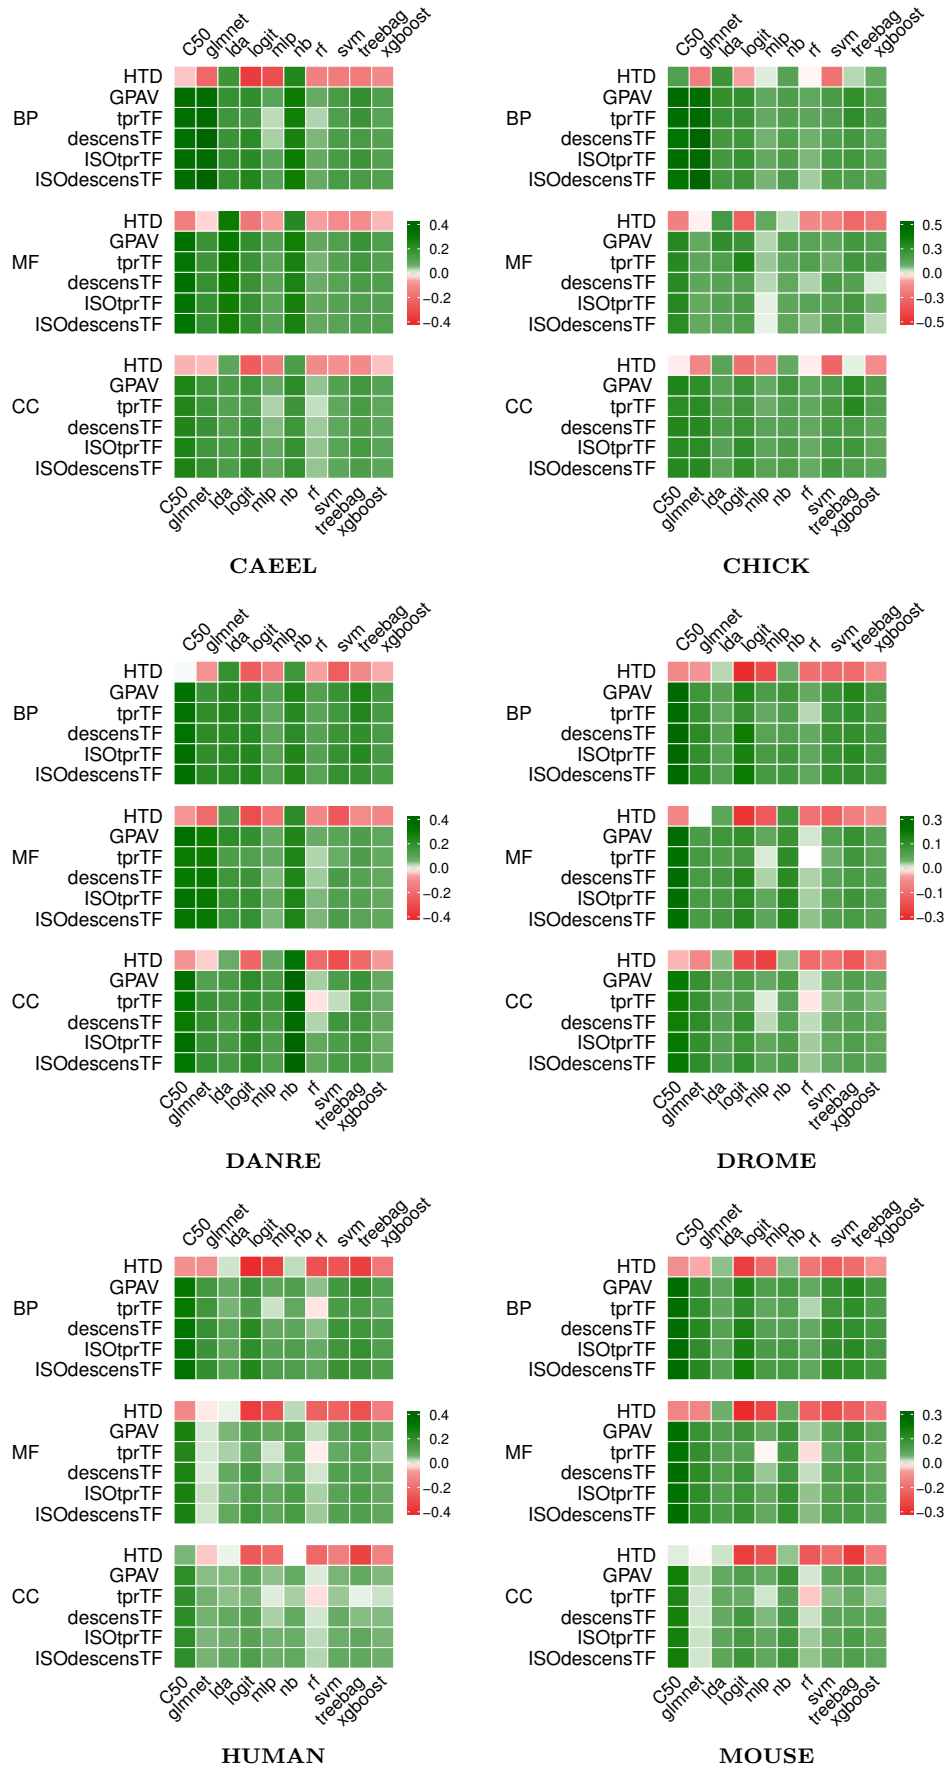 C50 glmnet lda logit mlp nb rf svm treebag xgboost
HTD
GPAV
BP tprTF
descensTF
ISOtprTF
ISOdescensTF
HTD
GPAV
MF tprTF
descensTF
ISOtprTF
ISOdescensTF
0.4
0.2
0.0
−0.2
−0.4
HTD
GPAV
CC tprTF
descensTF
ISOtprTF
ISOdescensTF
C50 glmnet lda logit mlp nb rf svm treebag xgboost
CAEEL
C50 glmnet lda logit mlp nb rf svm treebag xgboost
HTD
GPAV
BP tprTF
descensTF
ISOtprTF
ISOdescensTF
HTD
GPAV
MF tprTF
descensTF
ISOtprTF
ISOdescensTF
0.5
0.3
0.0
−0.3
−0.5
HTD
GPAV
CC tprTF
descensTF
ISOtprTF
ISOdescensTF
C50 glmnet lda logit mlp nb rf svm treebag xgboost
CHICK
C50 glmnet lda logit mlp nb rf svm treebag xgboost
HTD
GPAV
BP tprTF
descensTF
ISOtprTF
ISOdescensTF
HTD
GPAV
MF tprTF
descensTF
ISOtprTF
ISOdescensTF
0.4
0.2
0.0
−0.2
−0.4
HTD
GPAV
CC tprTF
descensTF
ISOtprTF
ISOdescensTF
C50 glmnet lda logit mlp nb rf svm treebag xgboost
DANRE
C50 glmnet lda logit mlp nb rf svm treebag xgboost
HTD
GPAV
BP tprTF
descensTF
ISOtprTF
ISOdescensTF
HTD
GPAV
MF tprTF
descensTF
ISOtprTF
ISOdescensTF
0.3
0.1
0.0
−0.1
−0.3
HTD
GPAV
CC tprTF
descensTF
ISOtprTF
ISOdescensTF
C50 glmnet lda logit mlp nb rf svm treebag xgboost
DROME
C50 glmnet lda logit mlp nb rf svm treebag xgboost
HTD
GPAV
BP tprTF
descensTF
ISOtprTF
ISOdescensTF
HTD
GPAV
MF tprTF
descensTF
ISOtprTF
ISOdescensTF
0.4
0.2
0.0
−0.2
−0.4
HTD
GPAV
CC tprTF
descensTF
ISOtprTF
ISOdescensTF
C50 glmnet lda logit mlp nb rf svm treebag xgboost
HUMAN
C50 glmnet lda logit mlp nb rf svm treebag xgboost
HTD
GPAV
BP tprTF
descensTF
ISOtprTF
ISOdescensTF
HTD
GPAV
MF tprTF
descensTF
ISOtprTF
ISOdescensTF
0.3
0.2
0.0
−0.2
−0.3
HTD
GPAV
CC tprTF
descensTF
ISOtprTF
ISOdescensTF
C50 glmnet lda logit mlp nb rf svm treebag xgboost
MOUSE